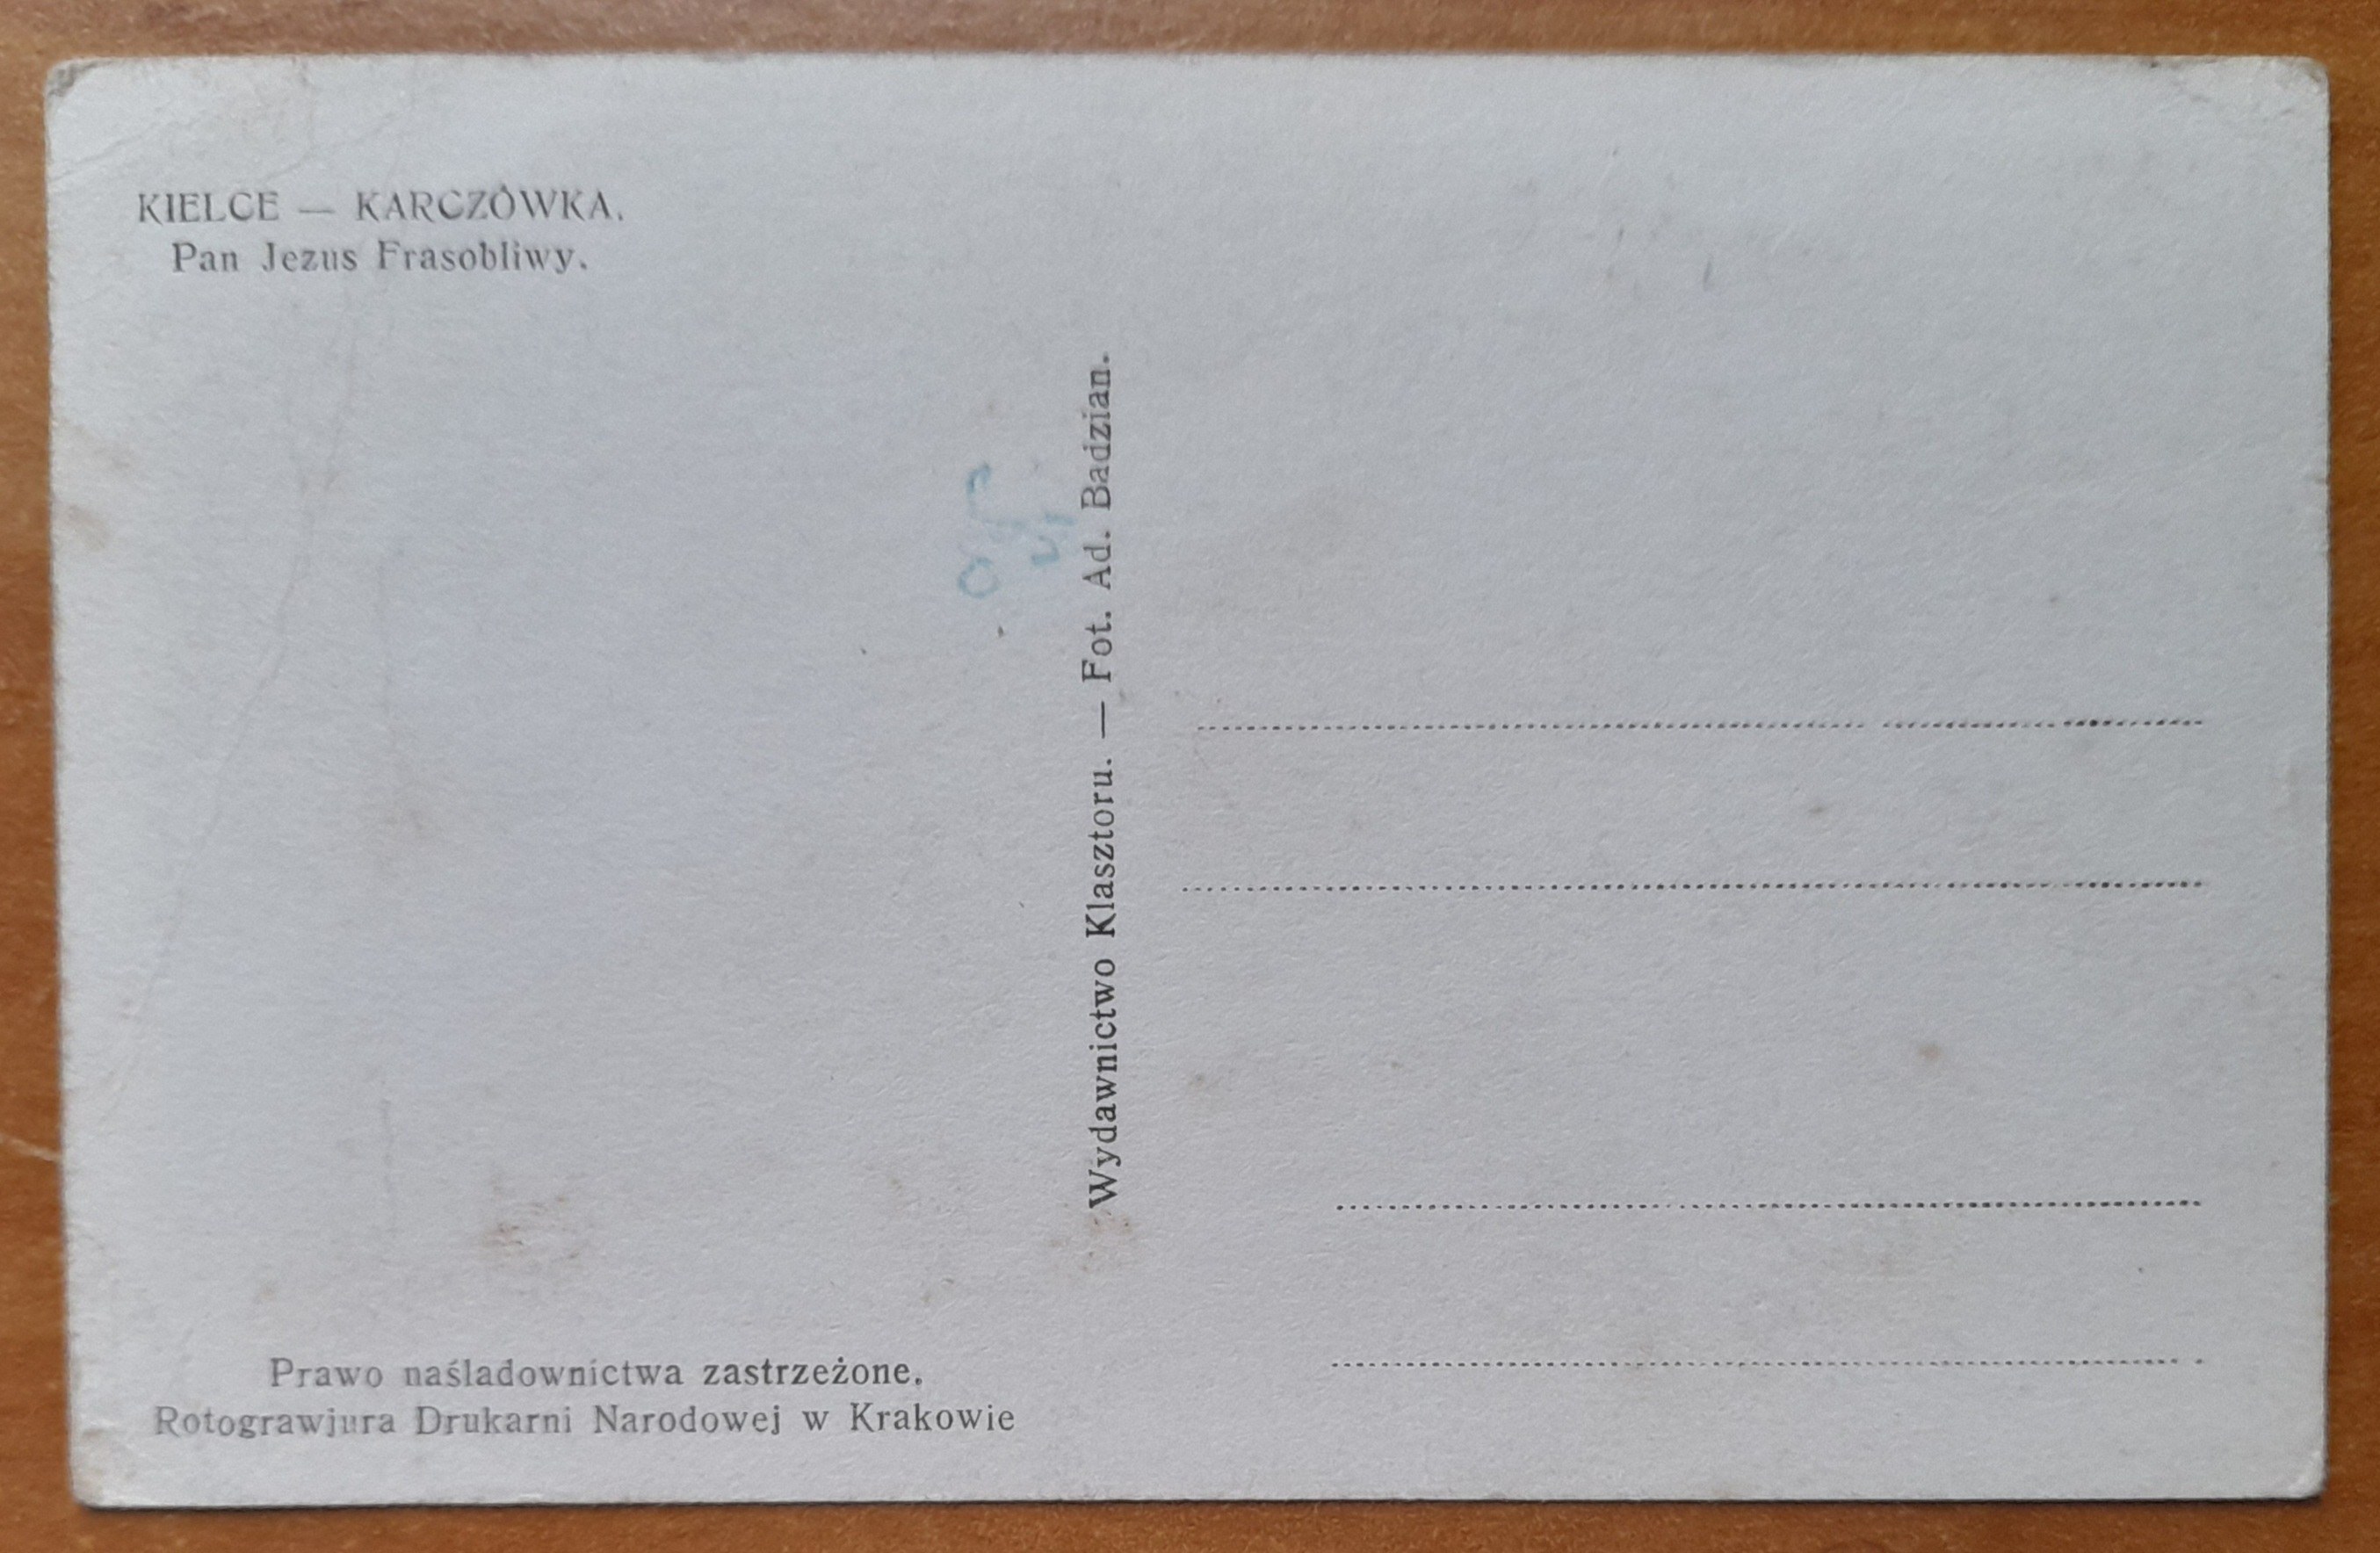 KIELCE — KARCZÓWKA.
Pan Jezus Frasobliwy.
Wydawnictwo Klasztoru. — Fot. Ad. Badzian.
Prawo naśladownictwa zastrzeżone.
Rotograwjura Drukarni Narodowej w Krakowie